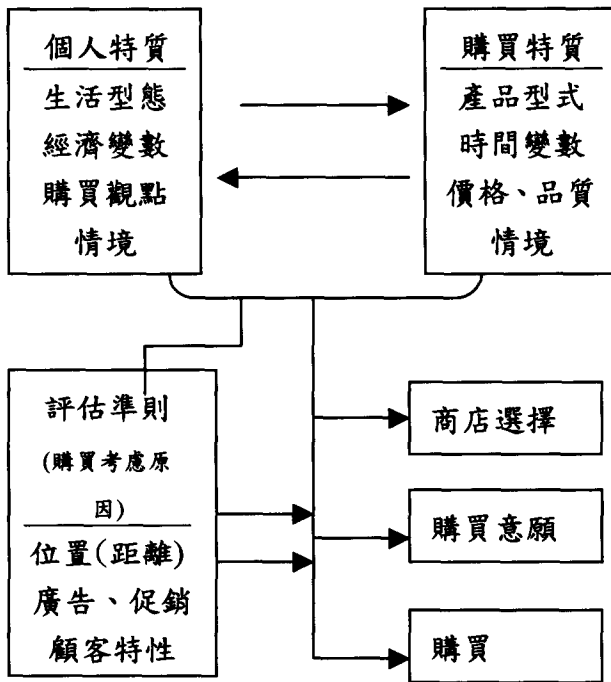 個人特質
生活型態
經濟變數
購買觀點
情境
購買特質
產品型式
時間變數
價格、品質
情境
評估準則
(購買考慮原
因)
位置(距離)
廣告、促銷
顧客特性
商店選擇
購買意願
購買